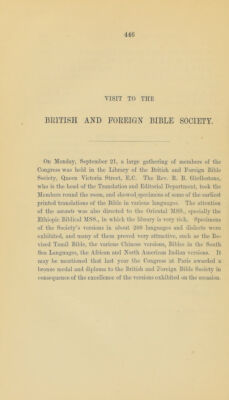 446
VISIT TO THE
BRITISH AND FOREIGN BIBLE SOCIETY.
On Monday, September 21, a large gathering of members of the
Congress was held in the Library of the British and Foreign Bible
Society, Queen Victoria Street, E.C. The Rev. R. B. Girdlestone,
who is the head of the Translation and Editorial Department, took the
Members round the room, and showed specimens of some of the earliest
printed translations of the Bible in various languages. The attention
of the savants was also directed to the Oriental MSS., specially the
Ethiopic Biblical MSS., in which the library is very rich. Specimens
of the Society's versions in about 200 languages and dialects were
exhibited, and many of them proved very attractive, such as the Re-
vised Tamil Bible, the various Chinese versions, Bibles in the South
Sea Languages, the African and North American Indian versions. It
may be mentioned that last year the Congress at Paris awarded a
bronze medal and diploma to the British and Foreign Bible Society in
consequence of the excellence of the versions exhibited on the occasion.